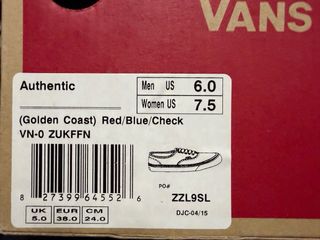 VANS
Authentic
Men US 6.0
Women US 7.5
(Golden Coast) Red/Blue/Check
VN-0 ZUKFFN
8 27399 64552 6
PO#
ZZL9SL
DJC-04/15
UK EUR CM
5.0 38.0 24.0